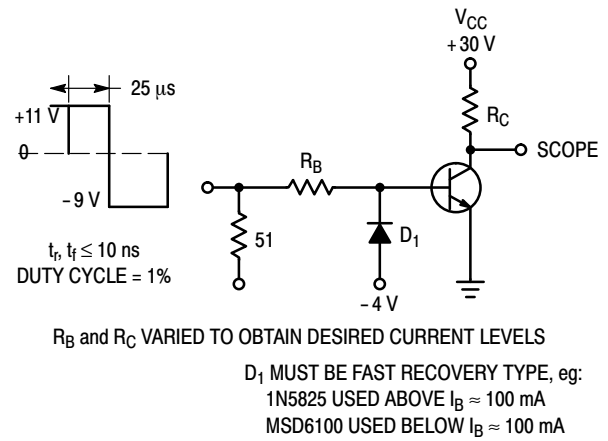 V_CC
+30 V
25 μs
+11 V
R_C
0
SCOPE
R_B
−9 V
51
D_1
t_r, t_f ≤ 10 ns
DUTY CYCLE = 1%
−4 V
R_B and R_C VARIED TO OBTAIN DESIRED CURRENT LEVELS
D_1 MUST BE FAST RECOVERY TYPE, eg:
1N5825 USED ABOVE I_B ≈ 100 mA
MSD6100 USED BELOW I_B ≈ 100 mA